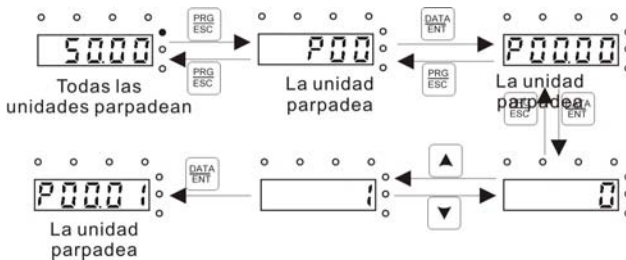 50.00
PRG
ESC
PRG
ESC
P00
DATA
ENT
PRG
ESC
P00.00
Todas las
unidades parpadean
La unidad
parpadea
La unidad
parpadea
PRG
ESC
DATA
ENT
P00.01
DATA
ENT
1
0
La unidad
parpadea